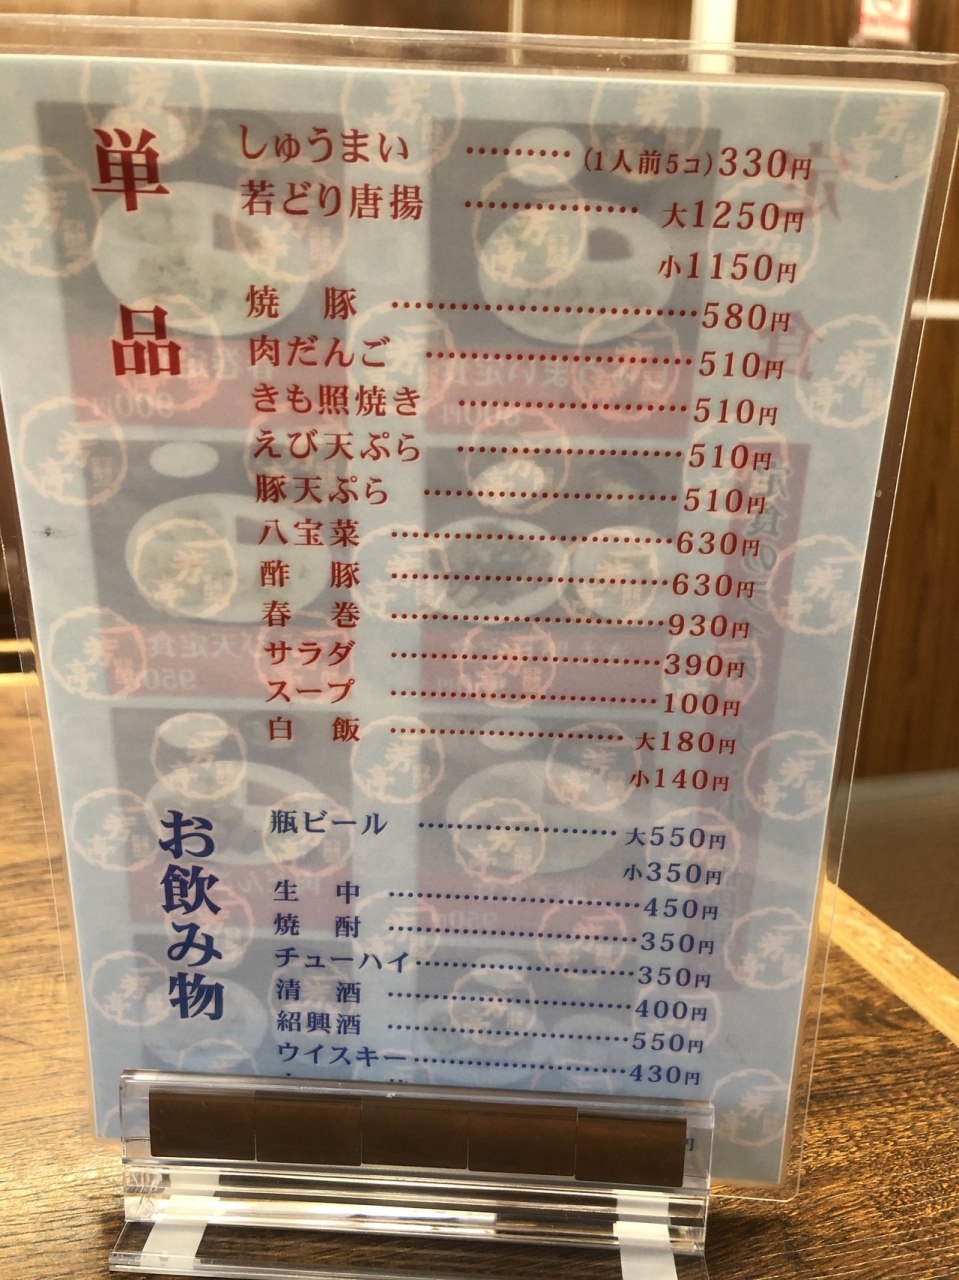 単品
しゅうまい ………(1人前5コ)330円
若どり唐揚 ……………大1250円
小1150円
焼豚 ……………580円
肉だんご ……………510円
きも照焼き ……………510円
えび天ぷら ……………510円
豚天ぷら ……………510円
八宝菜 ……………630円
酢豚 ……………630円
春巻 ……………930円
サラダ ……………390円
スープ ……………100円
白飯 ……………大180円
小140円
お飲み物
瓶ビール ……………大550円
小350円
生中 ……………450円
焼酎 ……………350円
チューハイ ……………350円
清酒 ……………400円
紹興酒 ……………550円
ウイスキー ……………430円